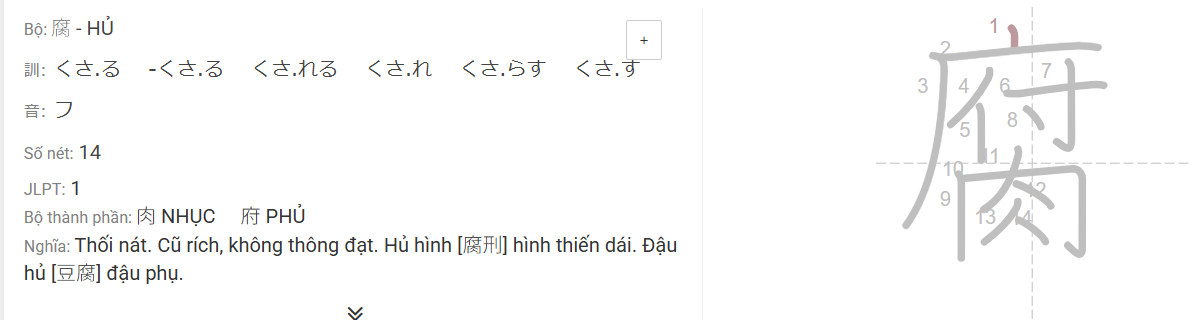 Bộ: 腐 - HỦ
+
訓: くさ.る -くさ.る くさ.れる くさ.れ くさ.らす くさ.す
音: フ
Số nét: 14
JLPT: 1
Bộ thành phần: 肉 NHỤC 府 PHỦ
Nghĩa: Thối nát. Cũ rích, không thông đạt. Hủ hình [腐刑] hình thiến dái. Đậu
hủ [豆腐] đậu phụ.
腐
1
2
3
4
5
6
7
8
9
10
11
12
13
14